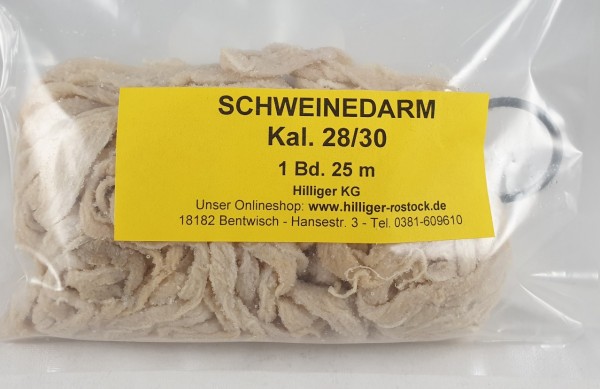 SCHWEINEDARM
Kal. 28/30
1 Bd. 25 m
Hilliger KG
Unser Onlineshop: www.hilliger-rostock.de
18182 Bentwisch - Hansestr. 3 - Tel. 0381-609610